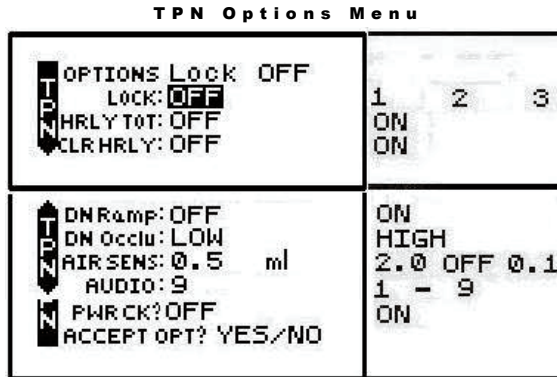 TPN Options Menu
OPTIONS Lock OFF
LOCK: OFF 1 2 3
HRLY TOT: OFF ON
CLR HRLY: OFF ON
TPN
DN Ramp: OFF ON
DN Occlu: LOW HIGH
AIR SENS: 0.5 ml 2.0 OFF 0.1
AUDIO: 9 1 - 9
PWR CK? OFF ON
ACCEPT OPT? YES/NO
TPN